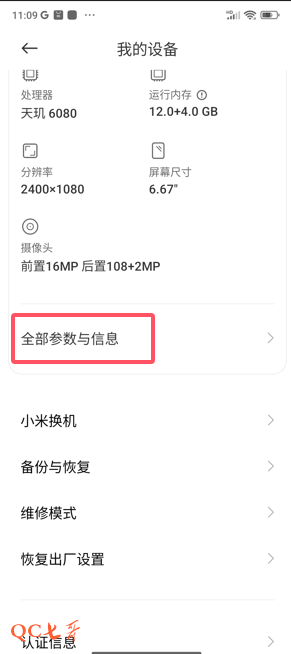 11:09
我的设备
处理器
天玑 6080
运行内存
12.0+4.0 GB
分辨率
2400×1080
屏幕尺寸
6.67"
摄像头
前置16MP 后置108+2MP
全部参数与信息
小米换机
备份与恢复
维修模式
恢复出厂设置
QC七哥
认证信息